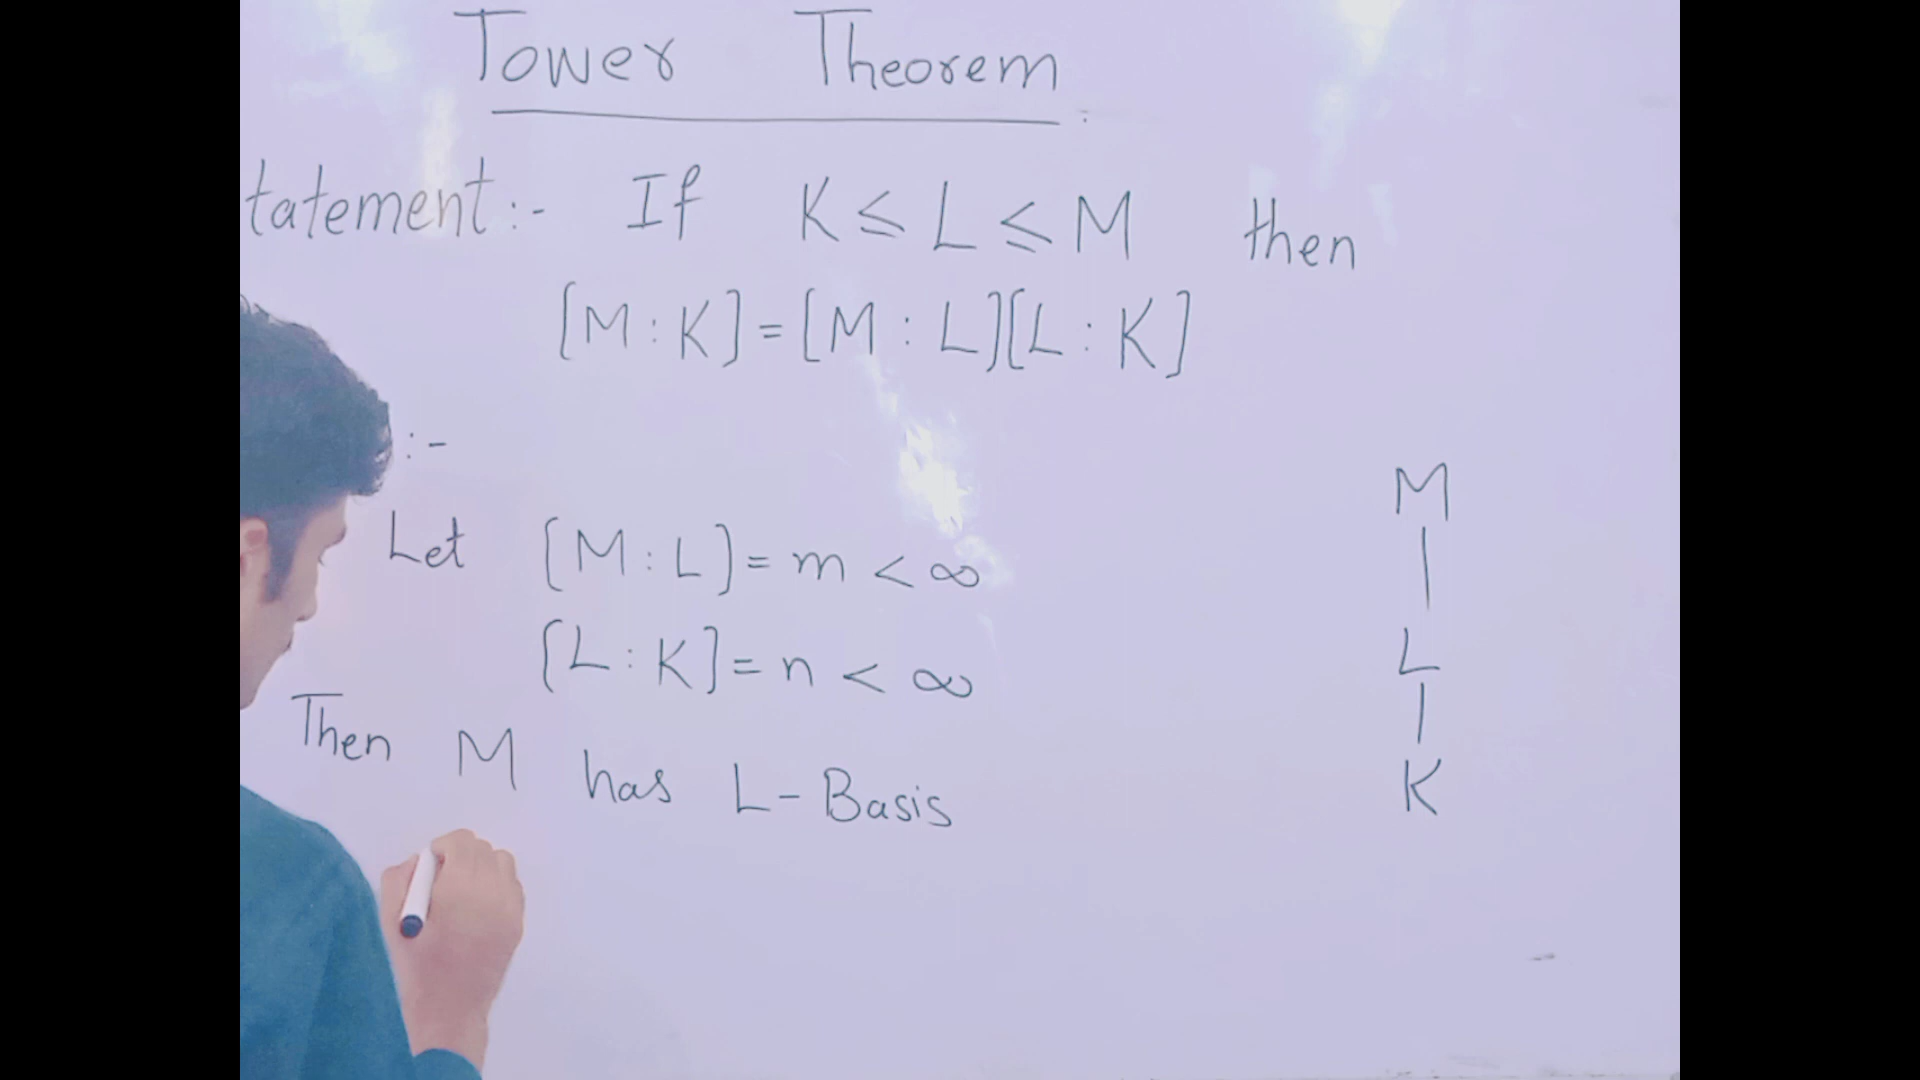 Tower Theorem
tatement:- If K ≤ L ≤ M then
[M:K]=[M:L][L:K]
:-
Let [M:L]= m < ∞
[L:K]= n < ∞
Then M has L-Basis
M
L
K